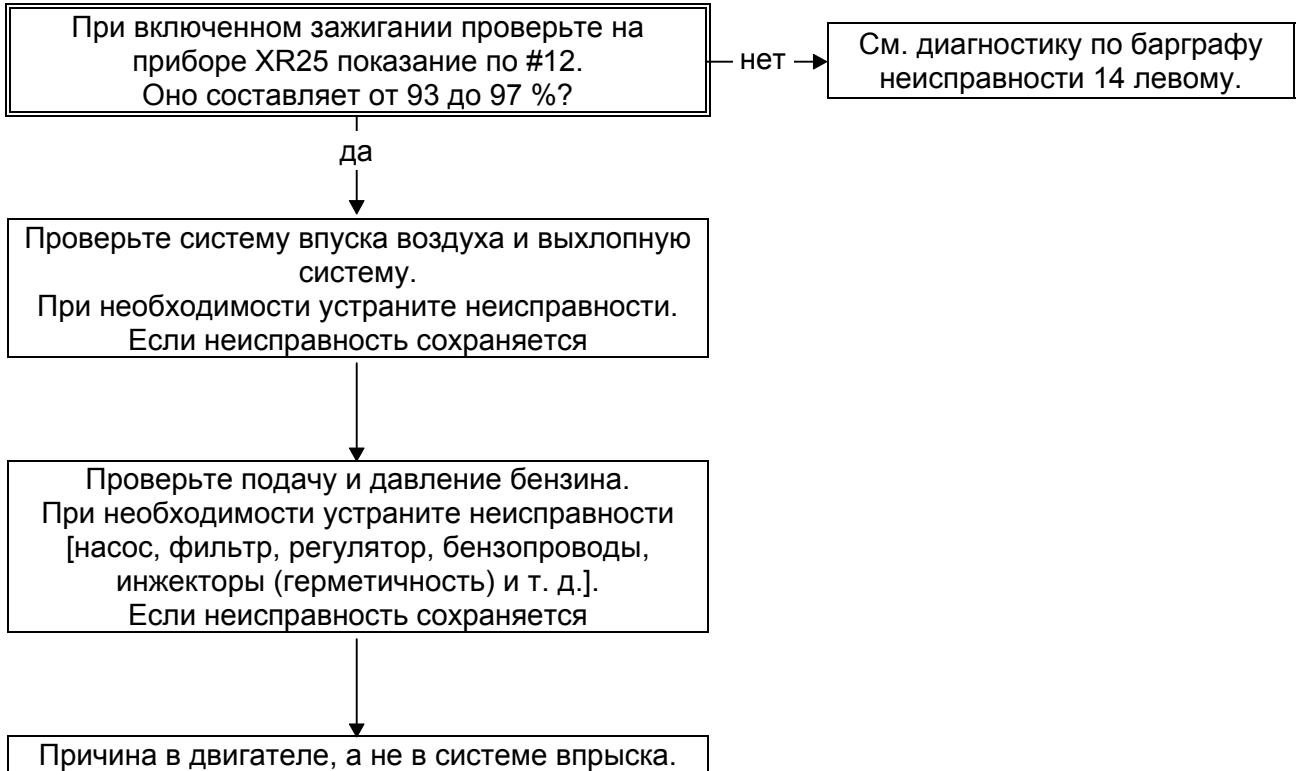 При включенном зажигании проверьте на
приборе XR25 показание по #12.
Оно составляет от 93 до 97 %?
нет
См. диагностику по барграфу
неисправности 14 левому.
да
Проверьте систему впуска воздуха и выхлопную
систему.
При необходимости устраните неисправности.
Если неисправность сохраняется
Проверьте подачу и давление бензина.
При необходимости устраните неисправности
[насос, фильтр, регулятор, бензопроводы,
инжекторы (герметичность) и т. д.].
Если неисправность сохраняется
Причина в двигателе, а не в системе впрыска.